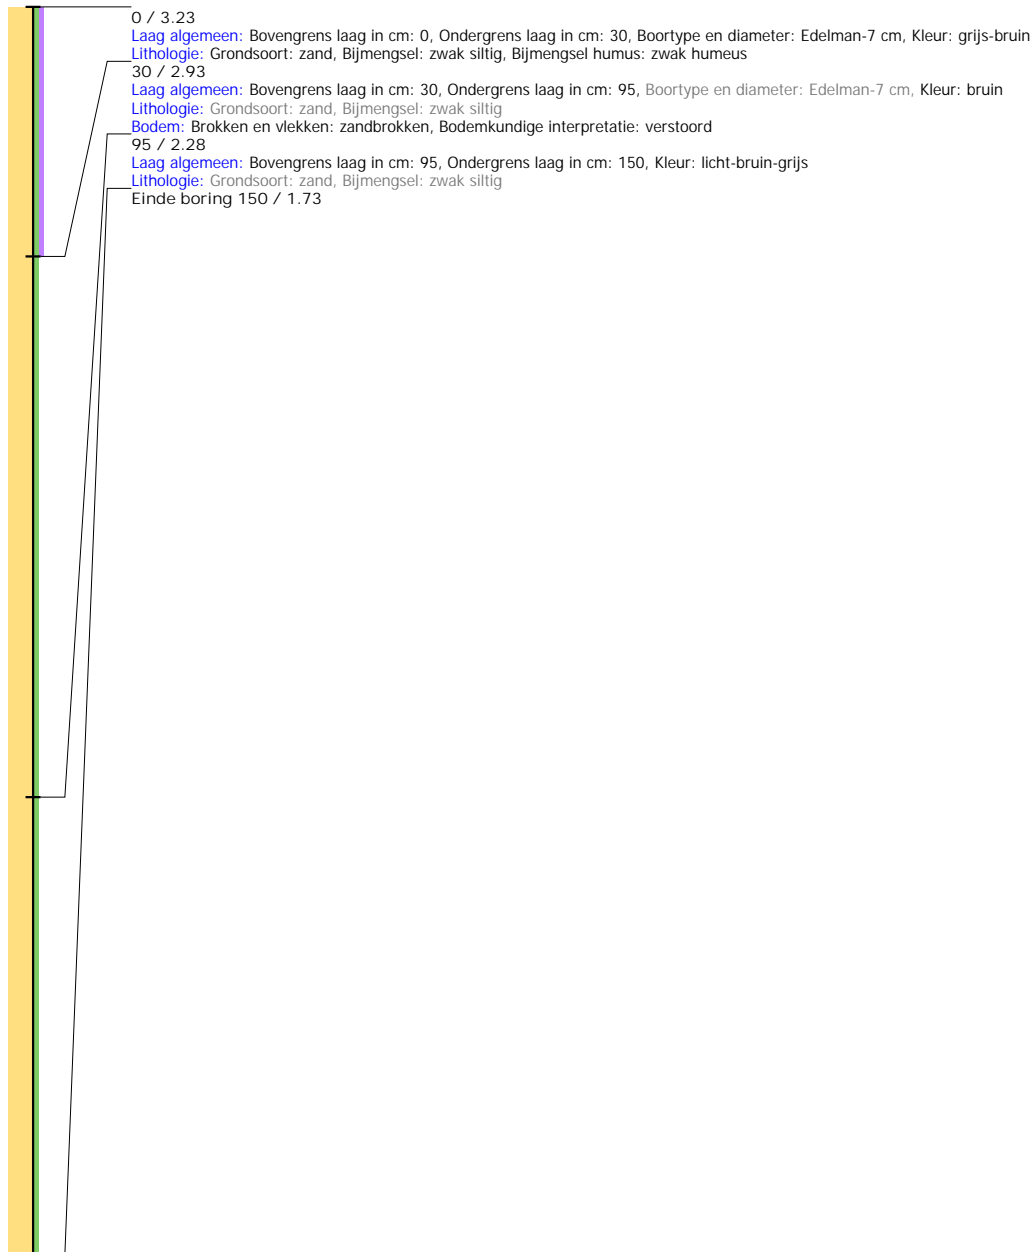 0 / 3.23
Laag algemeen: Bovengrens laag in cm: 0, Ondergrens laag in cm: 30, Boortype en diameter: Edelman-7 cm, Kleur: grijs-bruin
Lithologie: Grondsoort: zand, Bijmengsel: zwak siltig, Bijmengsel humus: zwak humeus
30 / 2.93
Laag algemeen: Bovengrens laag in cm: 30, Ondergrens laag in cm: 95, Boortype en diameter: Edelman-7 cm, Kleur: bruin
Lithologie: Grondsoort: zand, Bijmengsel: zwak siltig
Bodem: Brokken en vlekken: zandbrokken, Bodemkundige interpretatie: verstoord
95 / 2.28
Laag algemeen: Bovengrens laag in cm: 95, Ondergrens laag in cm: 150, Kleur: licht-bruin-grijs
Lithologie: Grondsoort: zand, Bijmengsel: zwak siltig
Einde boring 150 / 1.73